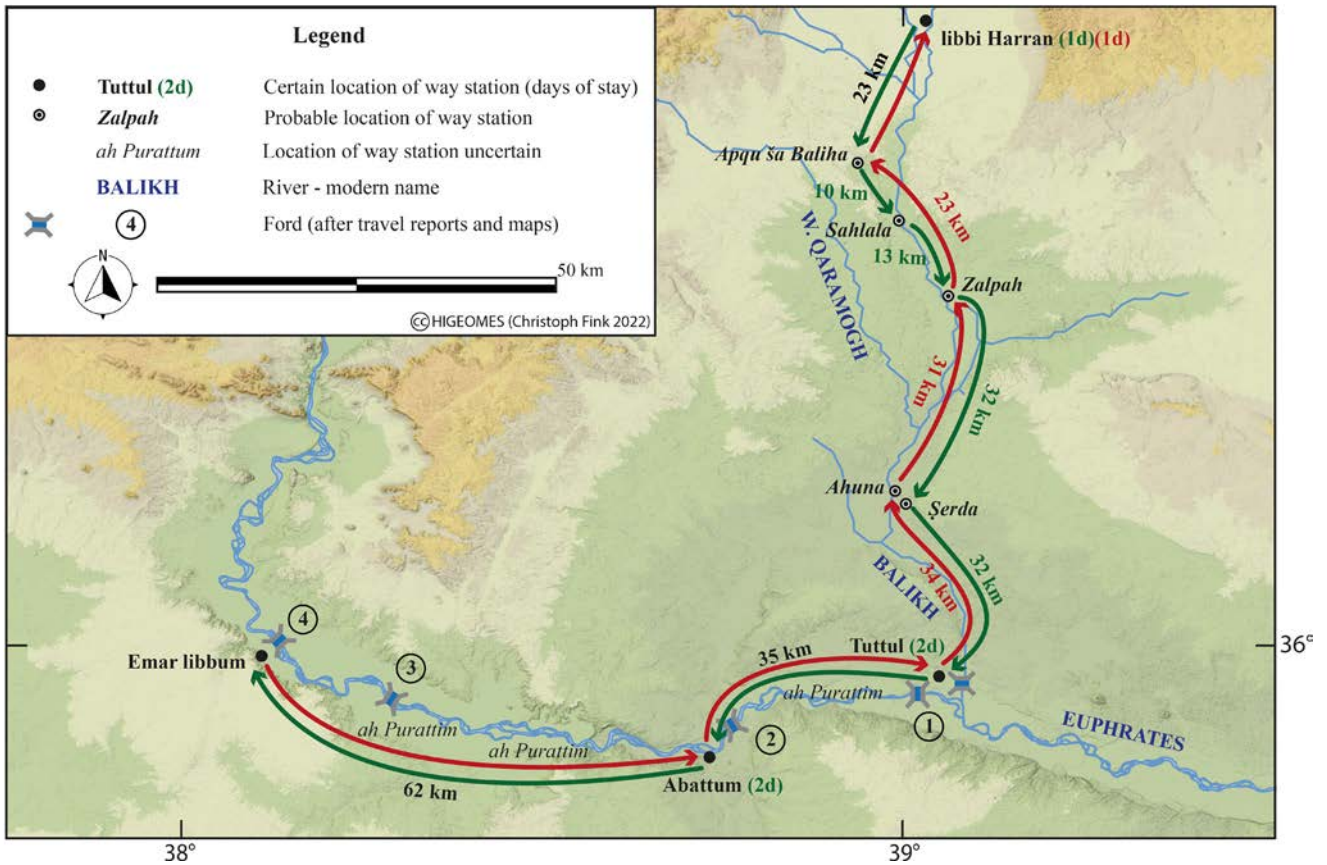 Legend
Tuttul (2d) Certain location of way station (days of stay)
Zalpah Probable location of way station
ah Purattum Location of way station uncertain
BALIKH River - modern name
4 Ford (after travel reports and maps)
N
50 km
cc HIGEOMES (Christoph Fink 2022)
libbi Harran (1d)(1d)
23 km
Apqu ša Baliha
10 km
23 km
Sahlala
13 km
W. QARAMOGH
Zalpah
31 km
32 km
Ahuna
Ṣerda
BALIKH
34 km
32 km
4
Emar libbum
3
35 km
Tuttul (2d)
36°
ah Purattim
ah Purattim
ah Purattim
2
1
EUPHRATES
Abattum (2d)
62 km
38°
39°